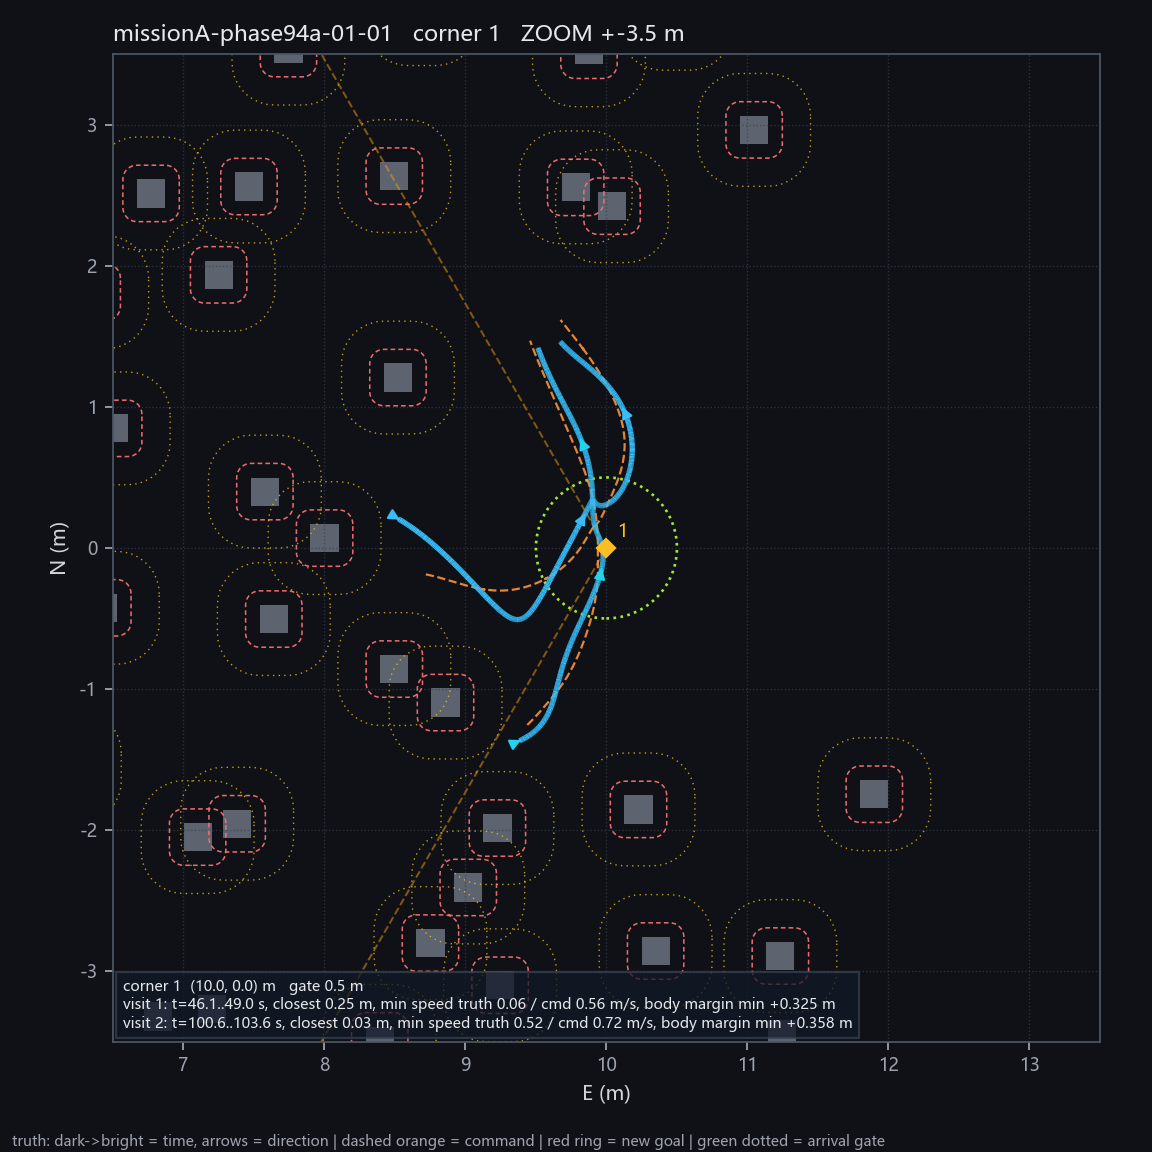 missionA-phase94a-01-01   corner 1   ZOOM +-3.5 m
3
2
1
0
-1
-2
-3
N (m)
1
corner 1  (10.0, 0.0) m   gate 0.5 m
visit 1: t=46.1..49.0 s, closest 0.25 m, min speed truth 0.06 / cmd 0.56 m/s, body margin min +0.325 m
visit 2: t=100.6..103.6 s, closest 0.03 m, min speed truth 0.52 / cmd 0.72 m/s, body margin min +0.358 m
7 8 9 10 11 12 13
E (m)
truth: dark->bright = time, arrows = direction | dashed orange = command | red ring = new goal | green dotted = arrival gate